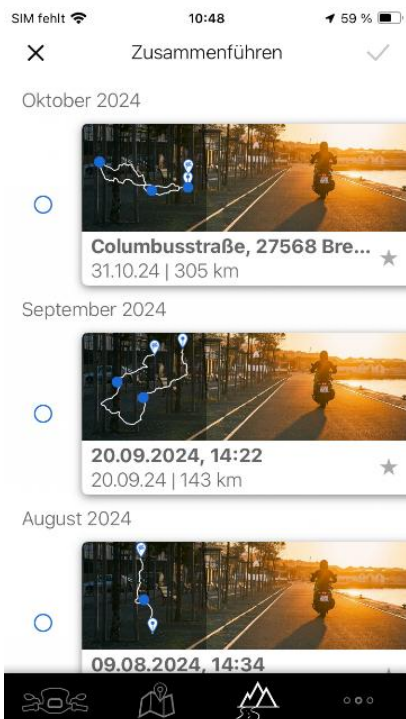 SIM fehlt 10:48 59 %
Zusammenführen
Oktober 2024
Columbusstraße, 27568 Bre...
31.10.24 | 305 km
September 2024
20.09.2024, 14:22
20.09.24 | 143 km
August 2024
09.08.2024, 14:34